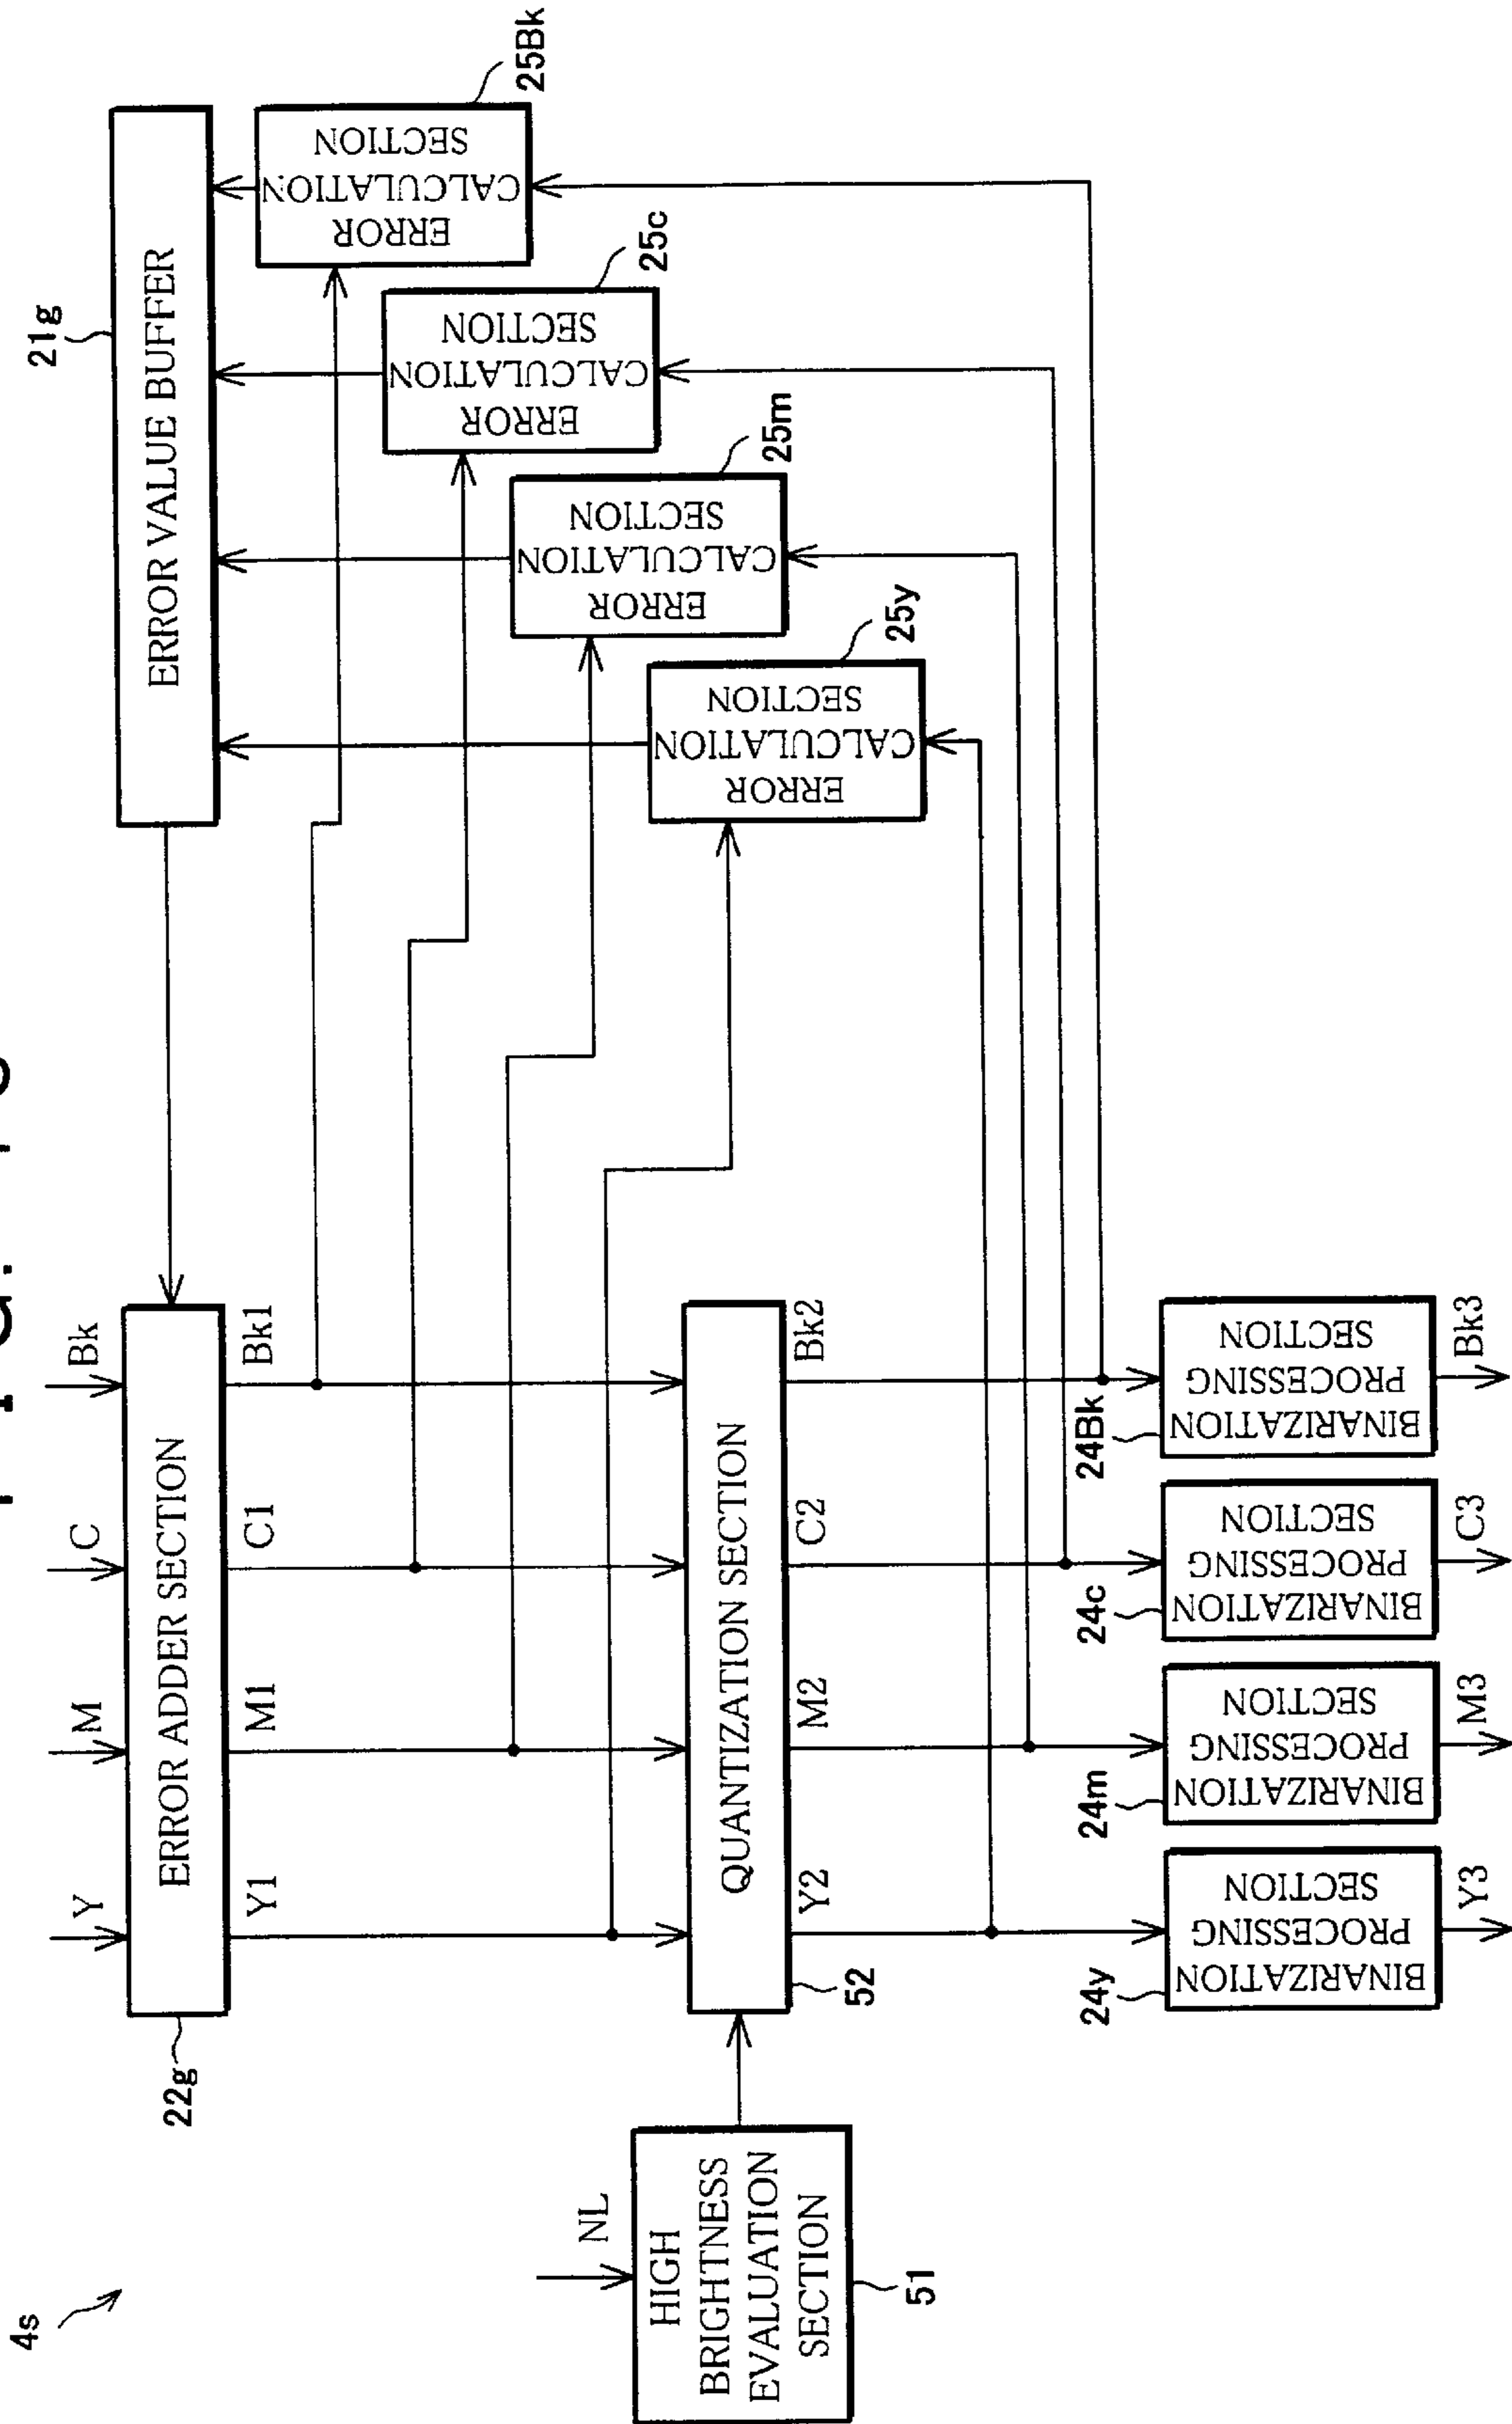 4s
Y
M
C
Bk
22g
ERROR ADDER SECTION
21g
ERROR VALUE BUFFER
Y1
M1
C1
Bk1
ERROR
CALCULATION
SECTION
25Bk
ERROR
CALCULATION
SECTION
25c
ERROR
CALCULATION
SECTION
25m
ERROR
CALCULATION
SECTION
25y
NL
HIGH
BRIGHTNESS
EVALUATION
SECTION
51
QUANTIZATION SECTION
52
Y2
M2
C2
Bk2
24y
BINARIZATION
PROCESSING
SECTION
24m
BINARIZATION
PROCESSING
SECTION
24c
BINARIZATION
PROCESSING
SECTION
24Bk
BINARIZATION
PROCESSING
SECTION
Y3
M3
C3
Bk3